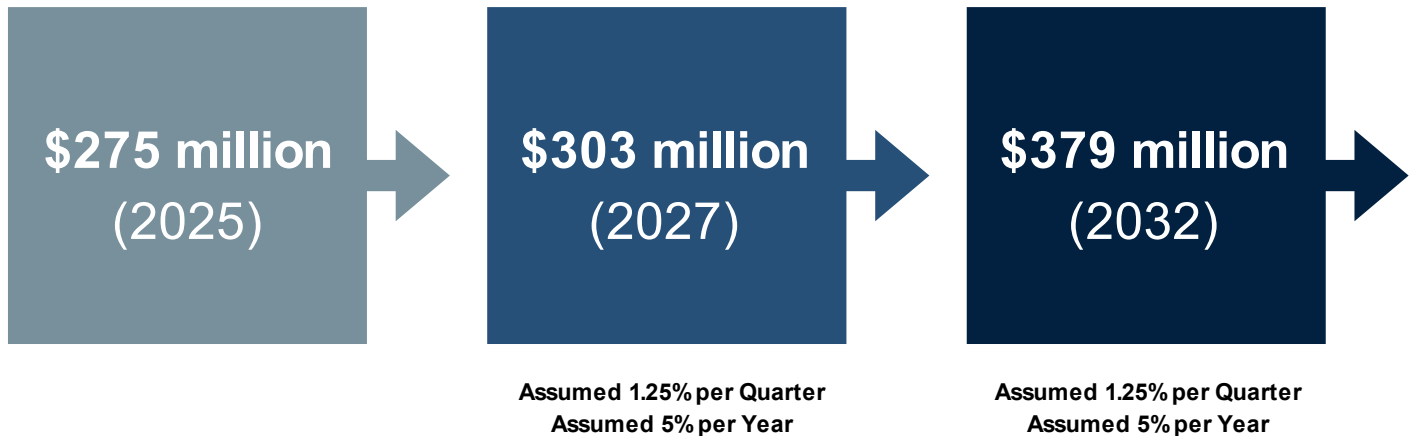 $275 million
(2025)
$303 million
(2027)
$379 million
(2032)
Assumed 1.25% per Quarter
Assumed 5% per Year
Assumed 1.25% per Quarter
Assumed 5% per Year